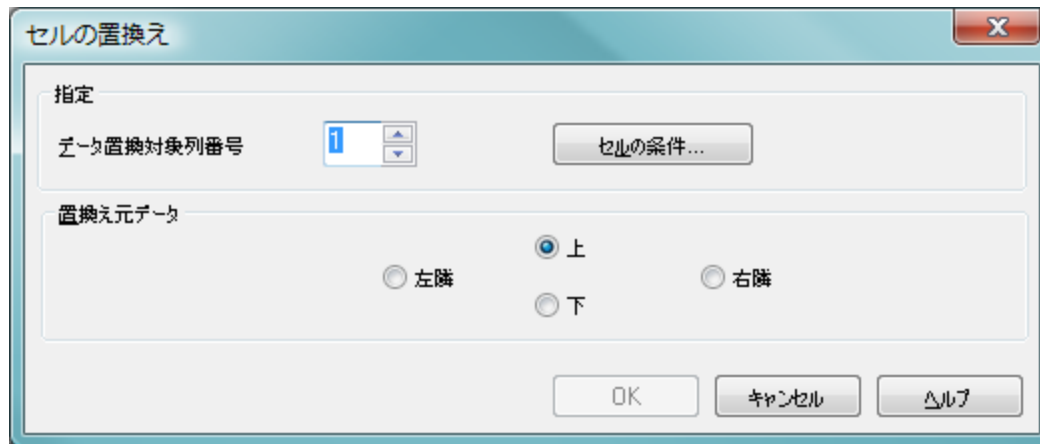 セルの置換え
指定
データ置換対象列番号
1
セルの条件...
置換え元データ
上
左隣
右隣
下
OK
キャンセル
ヘルプ